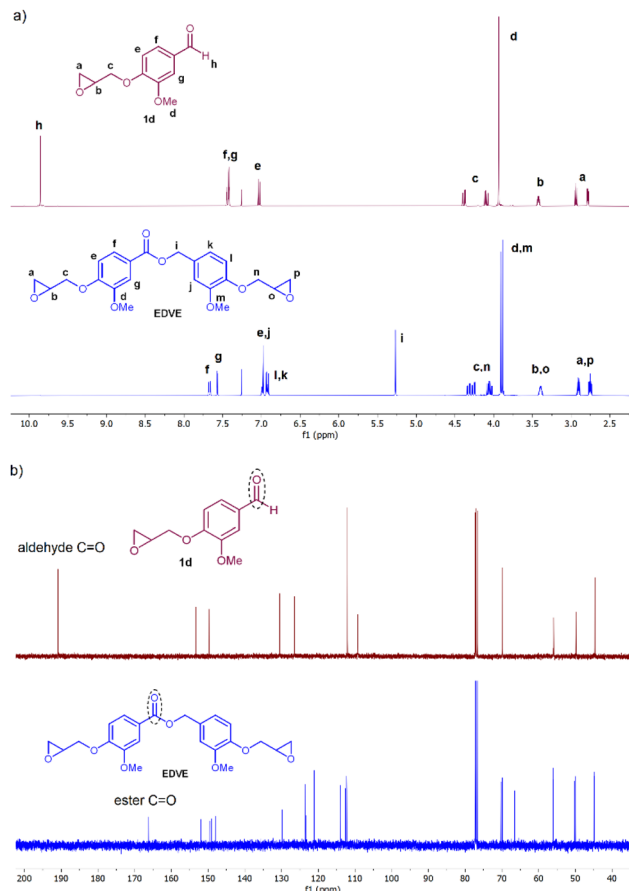 a)
O
e
f
H
h
a
c
O
g
O
b
OMe
1d
d
d
h
f,g
e
c
b
a
O
a
c
e
f
O
i
k
l
n
p
O
b
O
g
j
O
o
O
d
m
OMe
OMe
EDVE
d,m
i
e,j
g
f
l,k
c,n
b,o
a,p
10.0 9.5 9.0 8.5 8.0 7.5 7.0 6.5 6.0 5.5 5.0 4.5 4.0 3.5 3.0 2.5
f1 (ppm)
b)
O
H
aldehyde C=O
O
O
1d
OMe
O
O
O
O
O
O
OMe
OMe
EDVE
ester C=O
200 190 180 170 160 150 140 130 120 110 100 90 80 70 60 50 40
f1 (ppm)